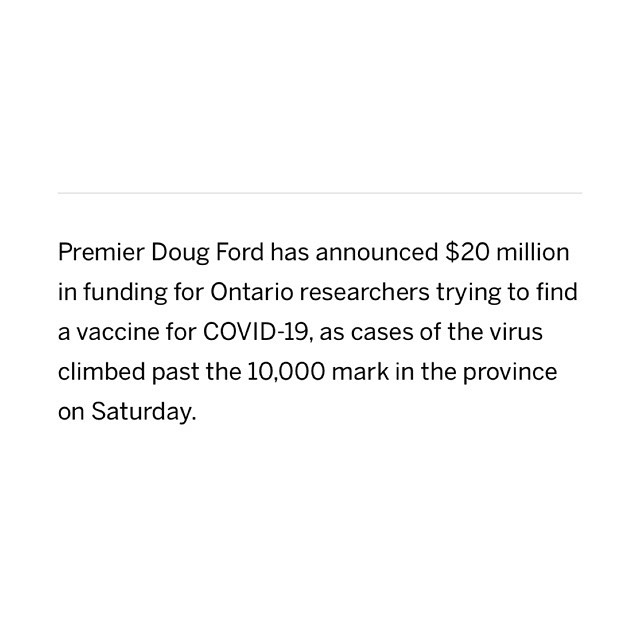 Premier Doug Ford has announced $20 million
in funding for Ontario researchers trying to find
a vaccine for COVID-19, as cases of the virus
climbed past the 10,000 mark in the province
on Saturday.